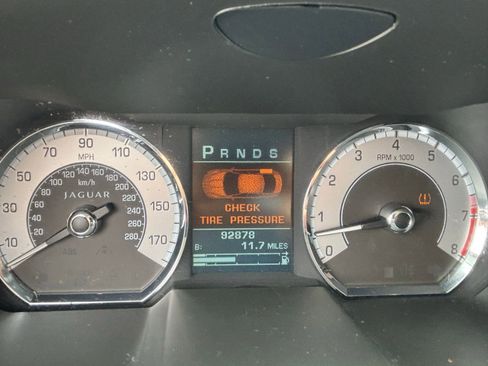 70 90 110
50 MPH 130
30 150
10 170
120 140 160
100 180
80 km/h 200
60 220
40 JAGUAR 240
20 260
280
ABS
P R N D S
CHECK
TIRE PRESSURE
92878
B: 11.7 MILES
3 4 5
2 RPM x 1000 6
1 7
8